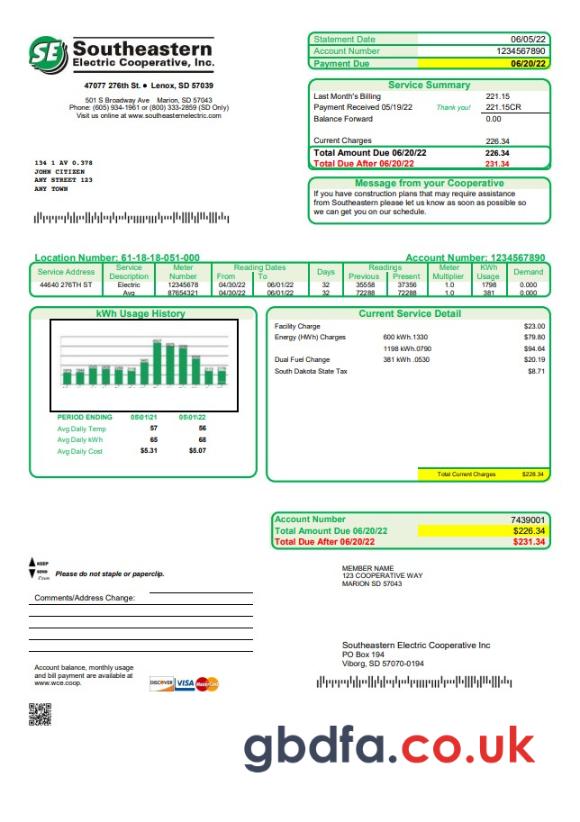 SE Southeastern
Electric Cooperative, Inc.
47077 276th St. ● Lenox, SD 57039
501 S Broadway Ave Marion, SD 57043
Phone: (605) 934-1961 or (800) 333-2859 (SD Only)
Visit us online at www.southeasternelectric.com
Statement Date 06/05/22
Account Number 1234567890
Payment Due 06/20/22
Service Summary
Last Month's Billing 221.15
Payment Received 05/19/22 Thank you! 221.15CR
Balance Forward 0.00
Current Charges 226.34
Total Amount Due 06/20/22 226.34
Total Due After 06/20/22 231.34
Message from your Cooperative
If you have construction plans that may require assistance
from Southeastern please let us know as soon as possible so
we can get you on our schedule.
134 1 AV 0.378
JOHN CITIZEN
ANY STREET 123
ANY TOWN
Location Number: 61-18-18-051-000 Account Number: 1234567890
Service Address Service Description Meter Number Reading Dates From To Days Readings Previous Present Meter Multiplier KWh Usage Demand
44640 276TH ST Electric 12345678 04/30/22 06/01/22 32 35558 37356 1.0 1798 0.000
Avg 87654321 04/30/22 06/01/22 32 72288 72288 1.0 381 0.000
kWh Usage History
PERIOD ENDING 05/01/21 05/01/22
Avg Daily Temp 57 56
Avg Daily kWh 65 68
Avg Daily Cost $5.31 $5.07
Current Service Detail
Facility Charge $23.00
Energy (HWh) Charges 600 kWh.1330 $79.80
1198 kWh.0790 $94.64
Dual Fuel Change 381 kWh .0530 $20.19
South Dakota State Tax $8.71
Total Current Charges $226.34
Account Number 7439001
Total Amount Due 06/20/22 $226.34
Total Due After 06/20/22 $231.34
KEEP
SEND
Please do not staple or paperclip.
Comments/Address Change:
MEMBER NAME
123 COOPERATIVE WAY
MARION SD 57043
Southeastern Electric Cooperative Inc
PO Box 194
Viborg, SD 57070-0194
Account balance, monthly usage
and bill payment are available at
www.wce.coop.
DISCOVER VISA MasterCard
gbdfa.co.uk